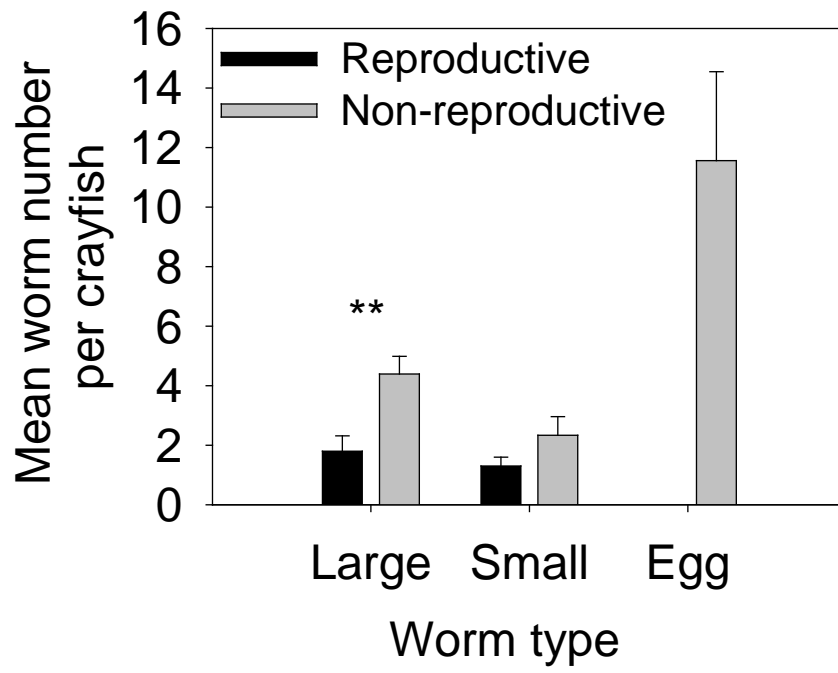 Reproductive
Non-reproductive
Mean worm number
per crayfish
16
14
12
10
8
6
4
2
0
**
Large Small Egg
Worm type